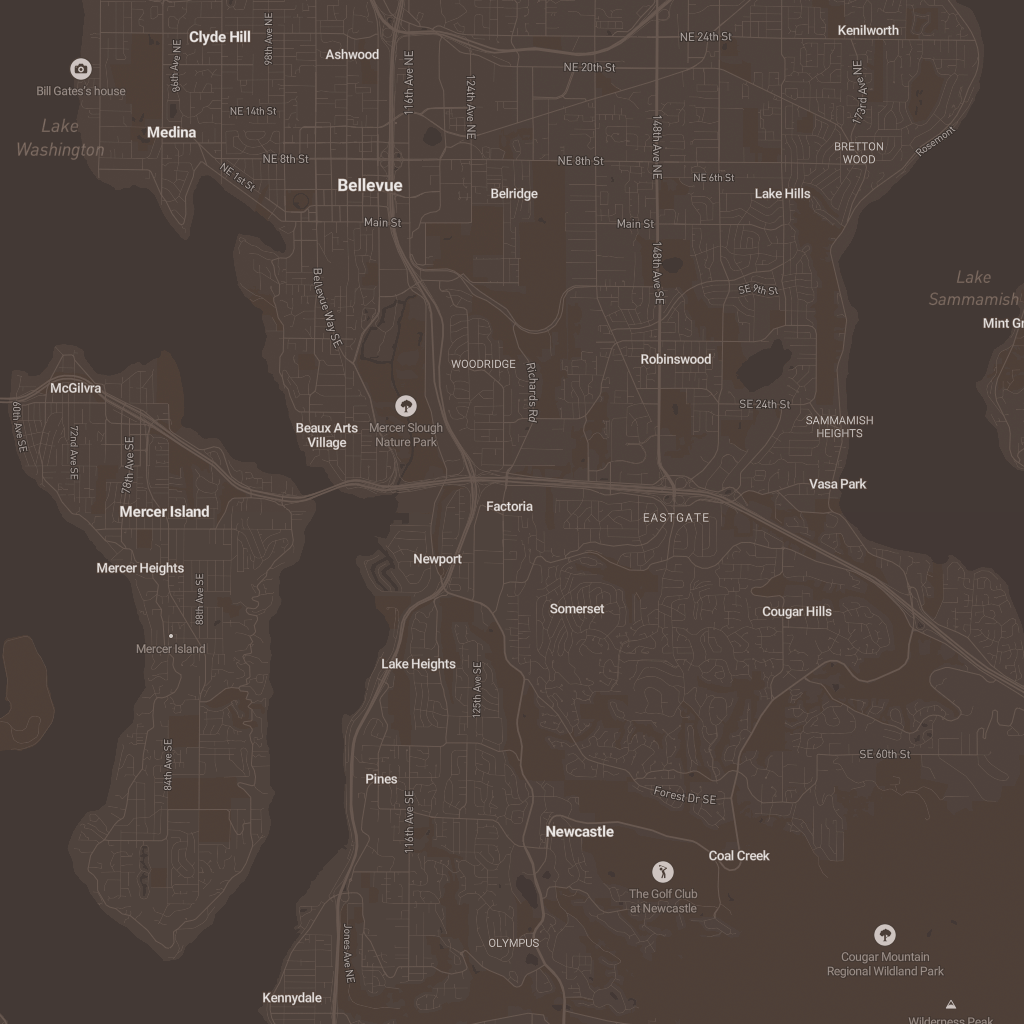 Clyde Hill
86th Ave NE
98th Ave NE
Ashwood
116th Ave NE
NE 24th St
Kenilworth
Bill Gates's house
NE 20th St
124th Ave NE
173rd Ave NE
NE 14th St
Lake
Washington
Medina
148th Ave NE
BRETTON
WOOD
Rosemont
NE 8th St
NE 8th St
NE 1st St
NE 6th St
Bellevue
Belridge
Lake Hills
Main St
Main St
148th Ave SE
Bellevue Way SE
SE 9th St
Lake
Sammamish
Mint Gr
WOODRIDGE
Richards Rd
Robinswood
McGilvra
60th Ave SE
72nd Ave SE
78th Ave SE
Beaux Arts
Village
Mercer Slough
Nature Park
SE 24th St
SAMMAMISH
HEIGHTS
Vasa Park
Mercer Island
Factoria
EASTGATE
Newport
Mercer Heights
88th Ave SE
Somerset
Cougar Hills
Mercer Island
Lake Heights
125th Ave SE
84th Ave SE
SE 60th St
Pines
116th Ave SE
Forest Dr SE
Newcastle
Coal Creek
The Golf Club
at Newcastle
Jones Ave NE
OLYMPUS
Cougar Mountain
Regional Wildland Park
Kennydale
Wilderness Peak